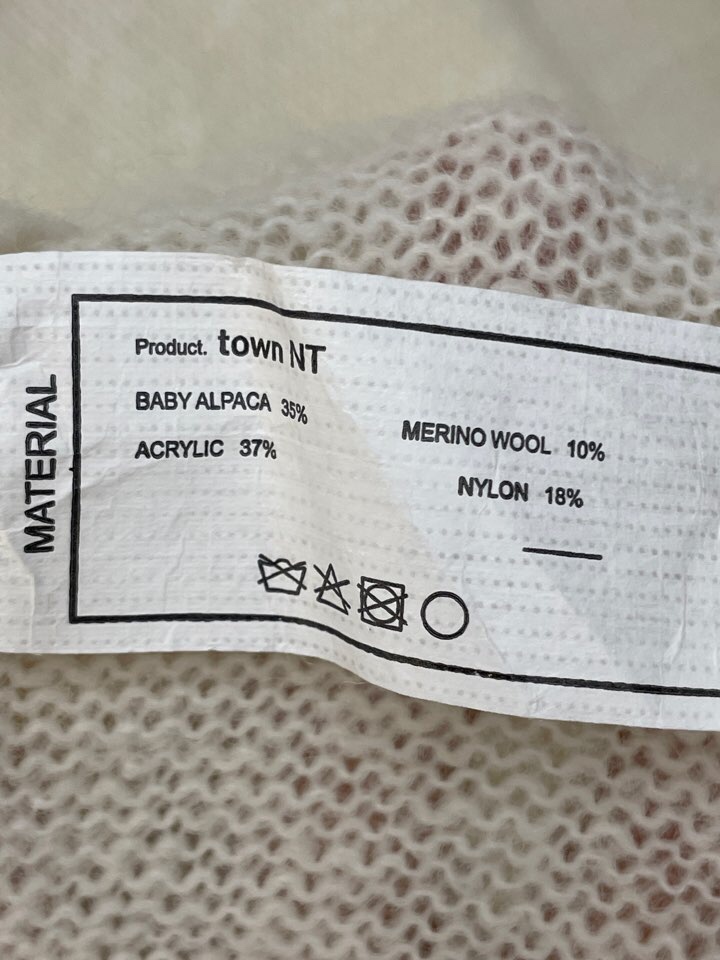 MATERIAL
Product. town NT
BABY ALPACA 35%
ACRYLIC 37%
MERINO WOOL 10%
NYLON 18%